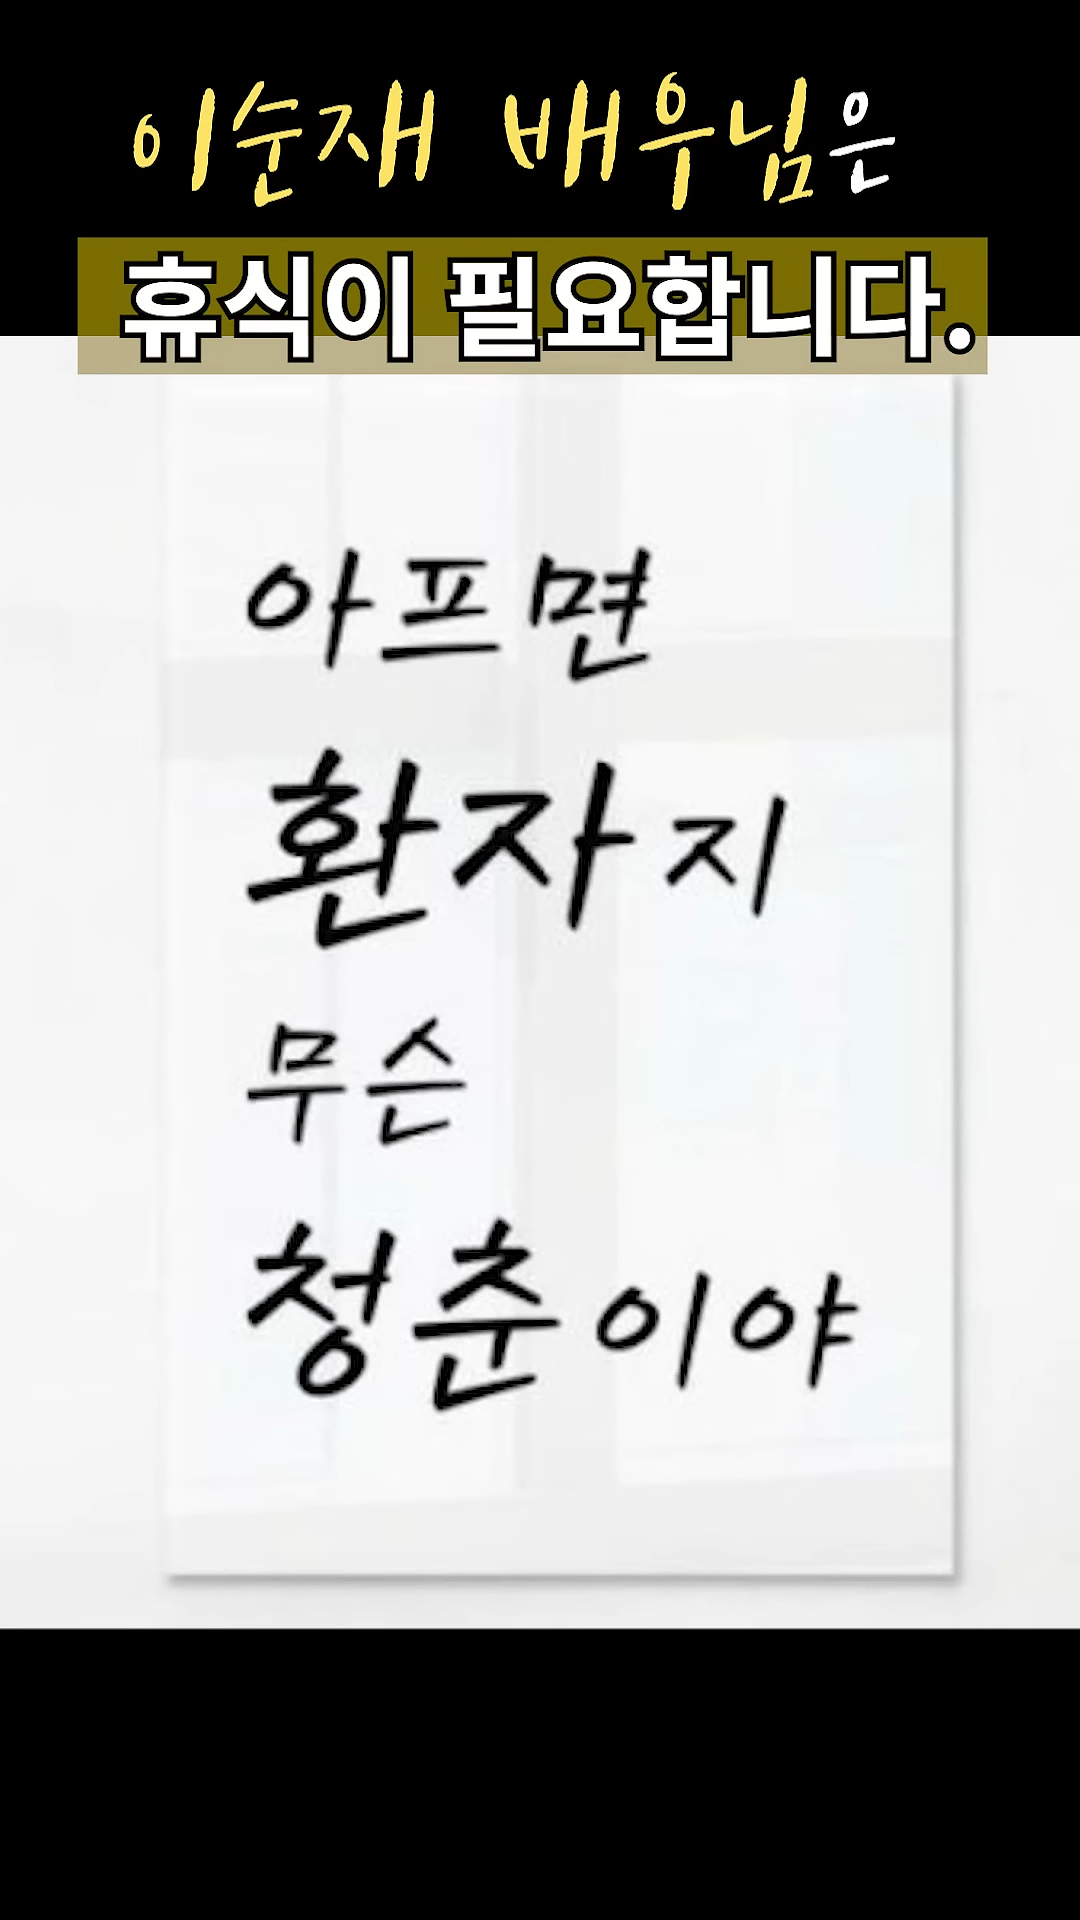 이순재 배우님은
휴식이 필요합니다.
아프면
환자지
무슨
청춘이야